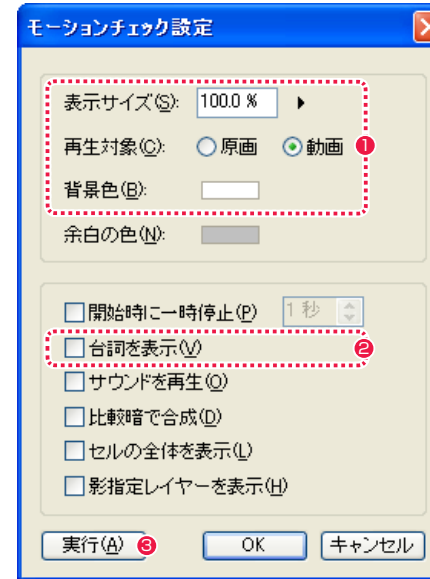 モーションチェック設定
表示サイズ(S): 100.0 %
再生対象(C): 原画 動画 1
背景色(B):
余白の色(N):
開始時に一時停止(P) 1 秒
台詞を表示(V) 2
サウンドを再生(O)
比較暗で合成(D)
セルの全体を表示(L)
影指定レイヤーを表示(H)
実行(A) 3 OK キャンセル